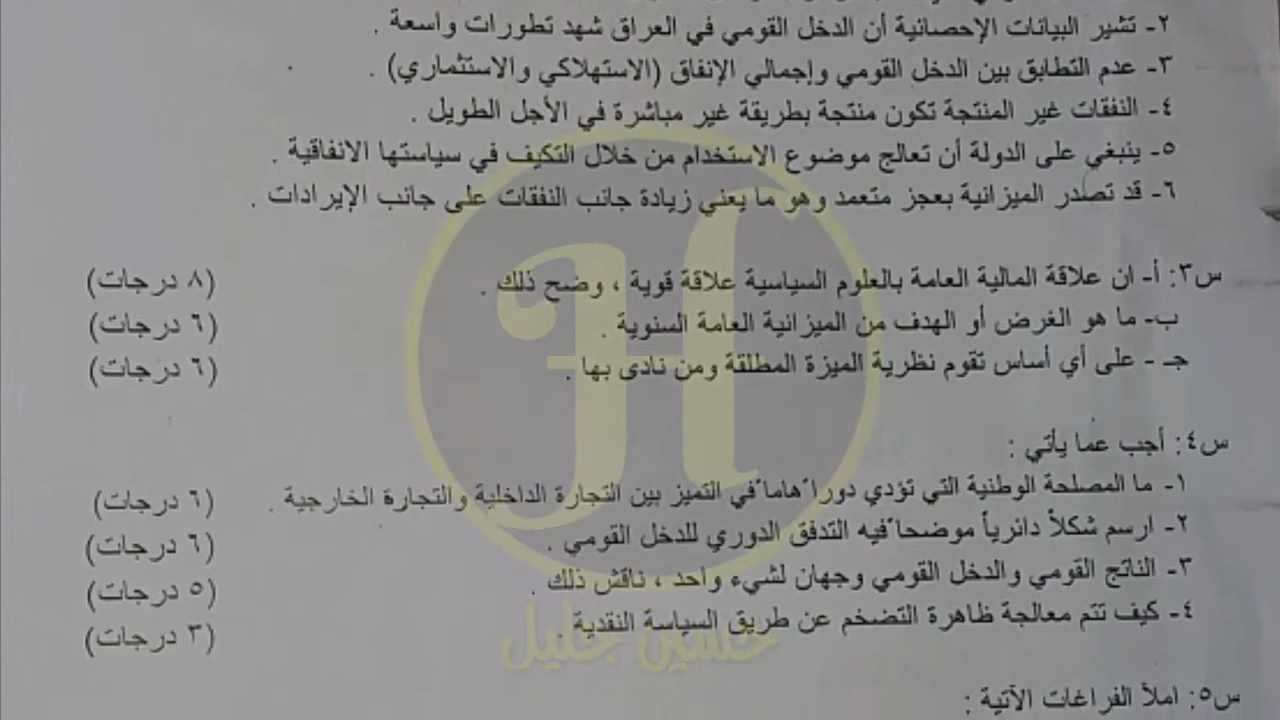 ٢- تشير البيانات الإحصائية أن الدخل القومي في العراق شهد تطورات واسعة .
٣- عدم التطابق بين الدخل القومي وإجمالي الإنفاق (الاستهلاكي والاستثماري) .
٤- النفقات غير المنتجة تكون منتجة بطريقة غير مباشرة في الأجل الطويل .
٥- ينبغي على الدولة أن تعالج موضوع الاستخدام من خلال التكيف في سياستها الانفاقية .
٦- قد تصدر الميزانية بعجز متعمد وهو ما يعني زيادة جانب النفقات على جانب الإيرادات .
س٣: أ- ان علاقة المالية العامة بالعلوم السياسية علاقة قوية ، وضح ذلك . (٨ درجات)
ب- ما هو الغرض أو الهدف من الميزانية العامة السنوية . (٦ درجات)
جـ - على أي أساس تقوم نظرية الميزة المطلقة ومن نادى بها . (٦ درجات)
س٤: أجب عما يأتي :
١- ما المصلحة الوطنية التي تؤدي دوراً هاماً في التميز بين التجارة الداخلية والتجارة الخارجية . (٦ درجات)
٢- ارسم شكلاً دائرياً موضحاً فيه التدفق الدوري للدخل القومي . (٦ درجات)
٣- الناتج القومي والدخل القومي وجهان لشيء واحد ، ناقش ذلك . (٥ درجات)
٤- كيف تتم معالجة ظاهرة التضخم عن طريق السياسة النقدية . (٣ درجات)
حسين جليل
س٥: املأ الفراغات الآتية :